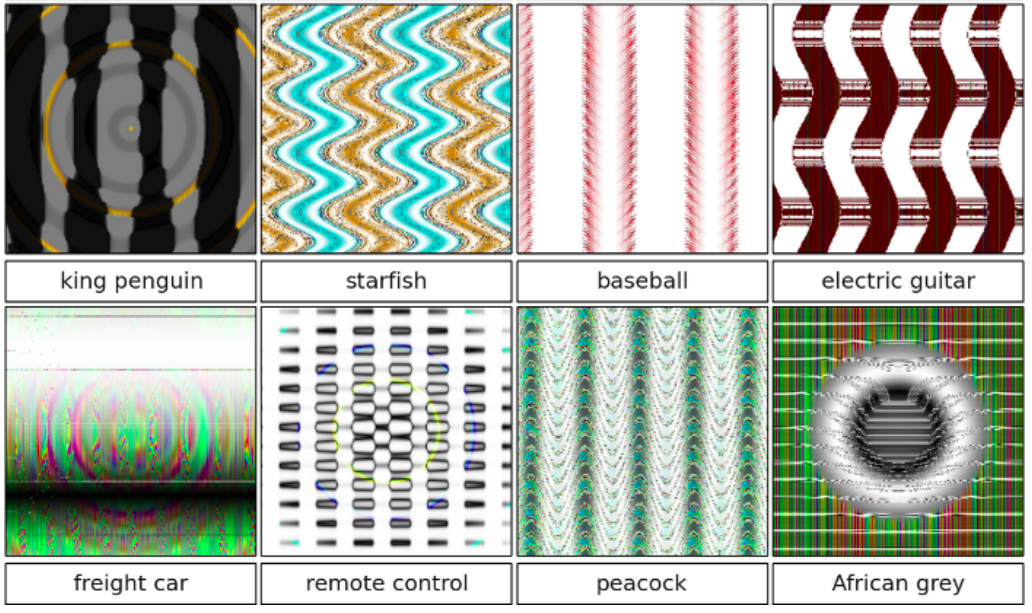 king penguin
starfish
baseball
electric guitar
freight car
remote control
peacock
African grey